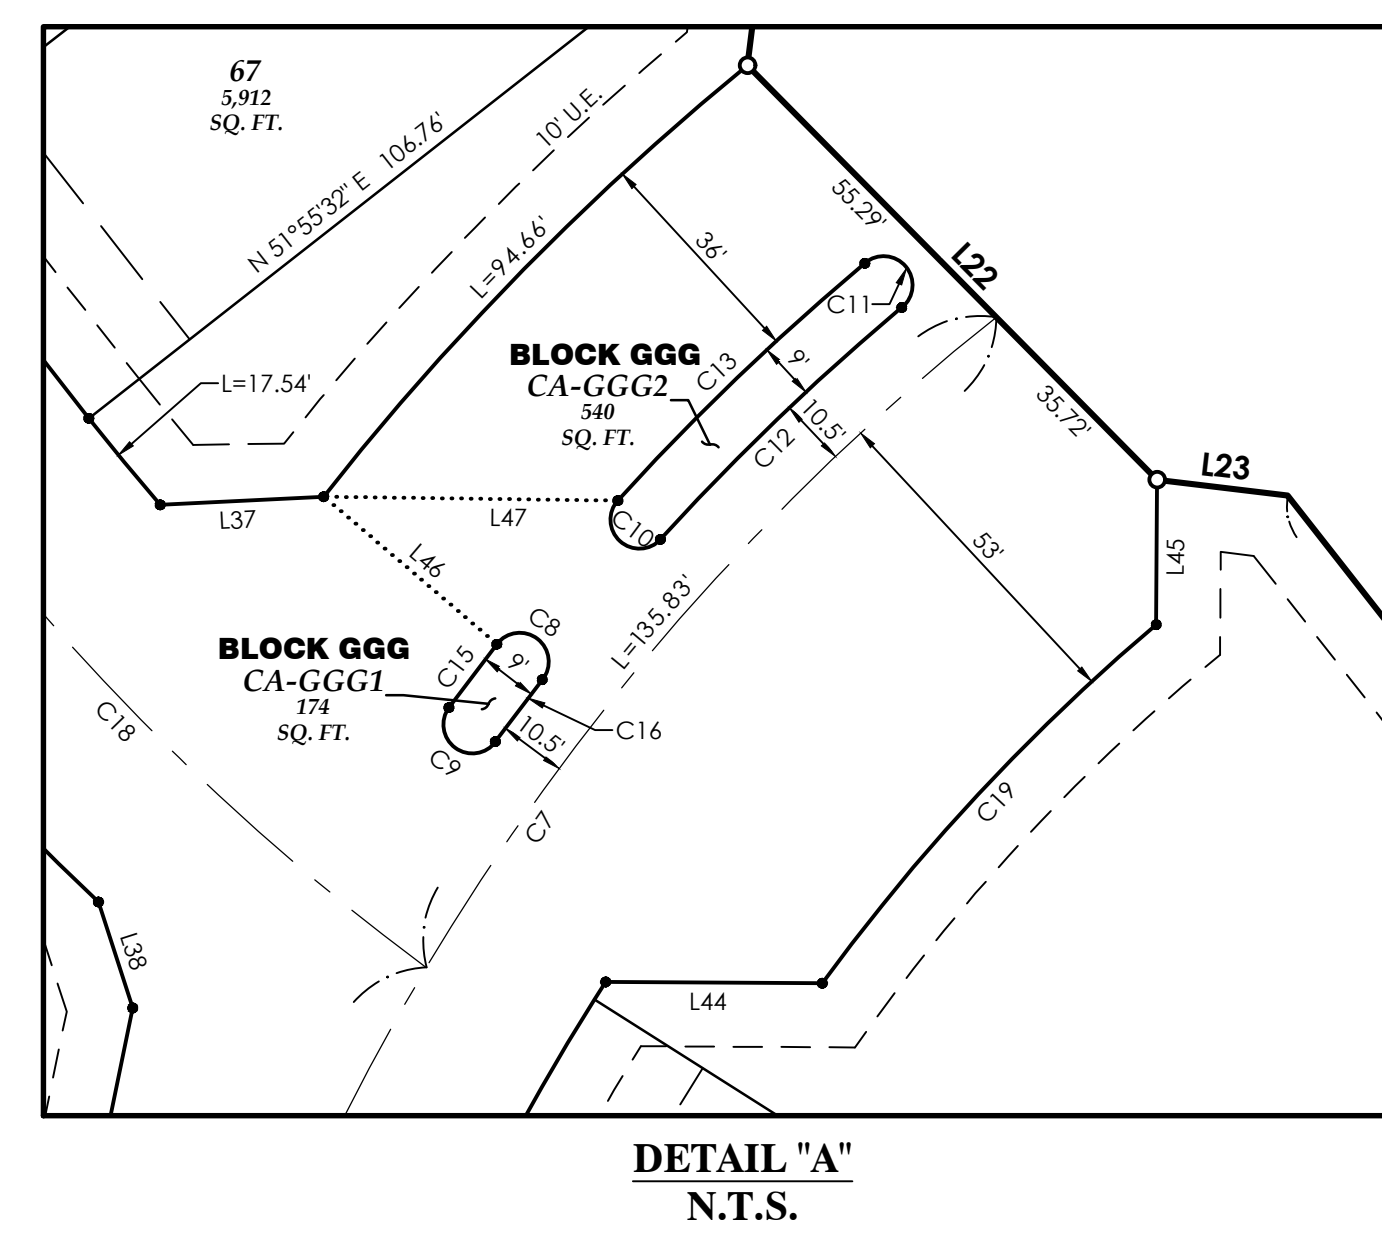 67
5,912
SQ. FT.
N 51°55'32" E 106.76'
10' U.E.
L=94.66'
L=17.54'
36'
55.29'
L22
C11
BLOCK GGG
CA-GGG2
540
SQ. FT.
C13
9'
10.5'
C12
35.72'
L23
L37
L47
C10
L46
53'
L45
L=135.83'
BLOCK GGG
CA-GGG1
174
SQ. FT.
C8
C15
9'
10.5'
C16
C9
C18
C7
C19
L38
L44
DETAIL "A"
N.T.S.